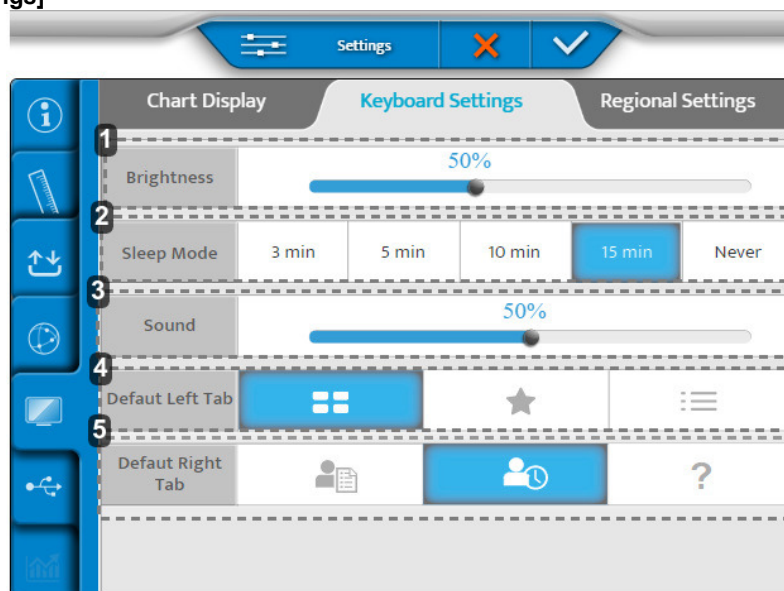 Settings
Chart Display
Keyboard Settings
Regional Settings
1
50%
Brightness
2
Sleep Mode
3 min
5 min
10 min
15 min
Never
3
50%
Sound
4
Defaut Left Tab
5
Defaut Right
Tab
?